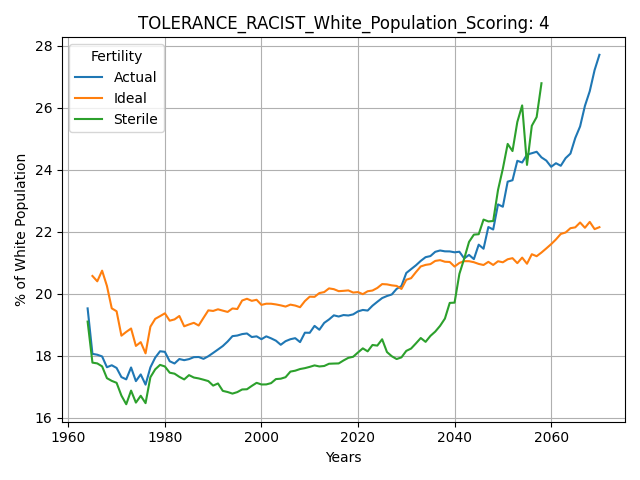 TOLERANCE_RACIST_White_Population_Scoring: 4
% of White Population
28
26
24
22
20
18
16
Fertility
Actual
Ideal
Sterile
1960
1980
2000
2020
2040
2060
Years